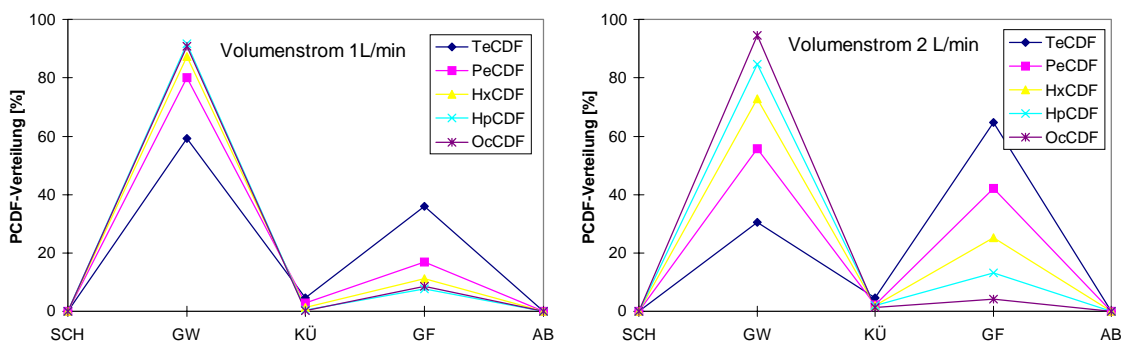 PCDF-Verteilung [%]
100
80
60
40
20
0
Volumenstrom 1L/min
TeCDF
PeCDF
HxCDF
HpCDF
OcCDF
SCH GW KÜ GF AB
PCDF-Verteilung [%]
100
80
60
40
20
0
Volumenstrom 2 L/min
TeCDF
PeCDF
HxCDF
HpCDF
OcCDF
SCH GW KÜ GF AB